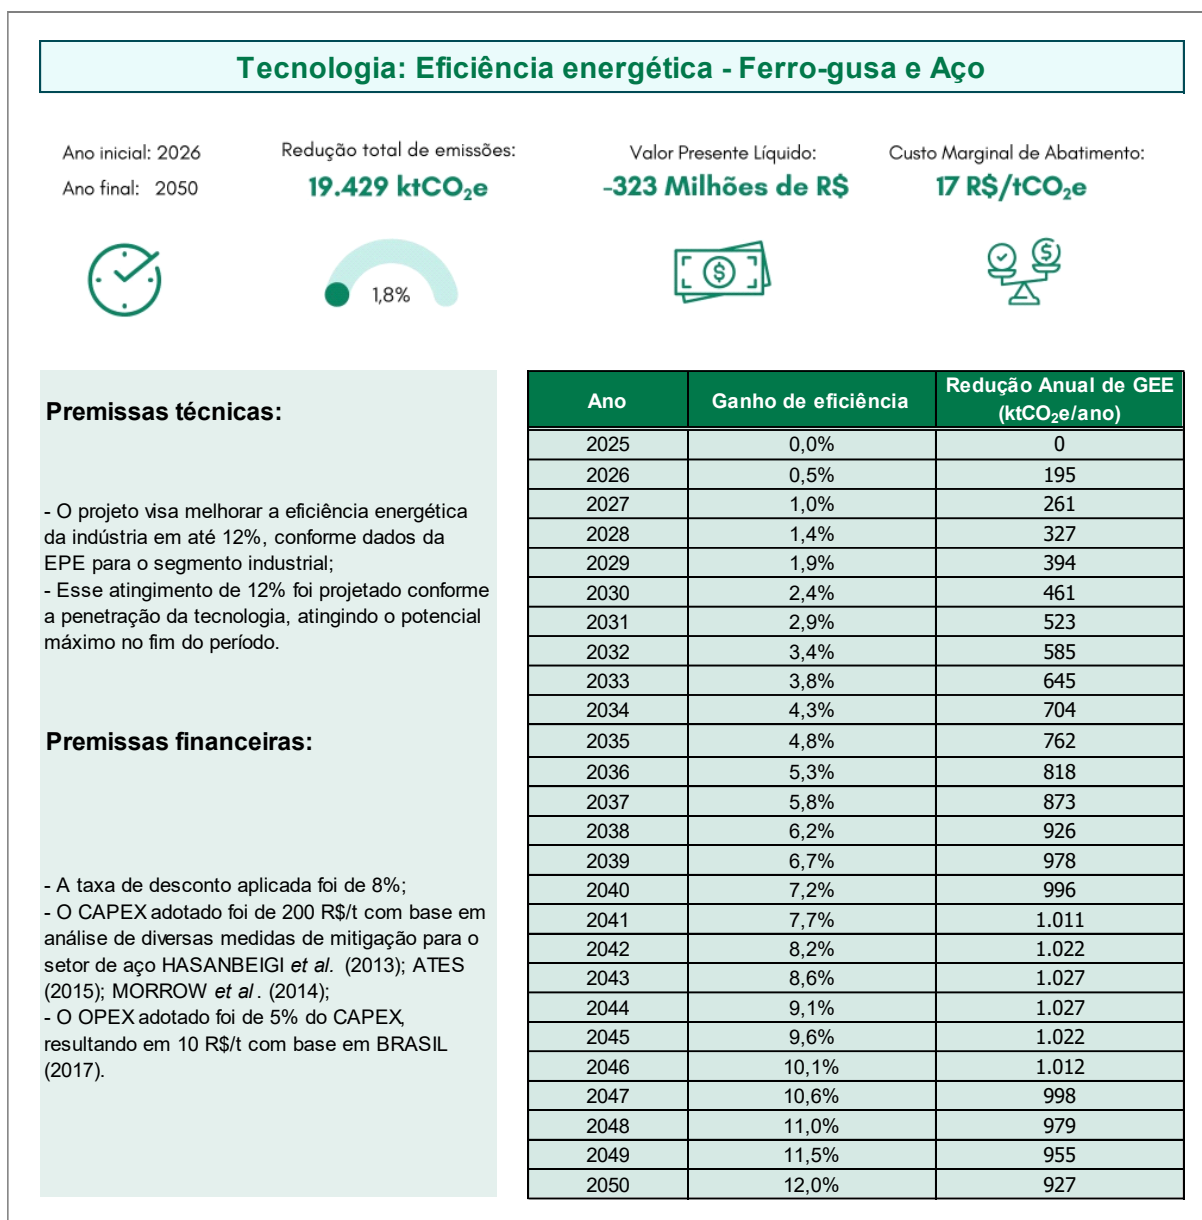 Tecnologia: Eficiência energética - Ferro-gusa e Aço
Ano inicial: 2026
Ano final: 2050
Redução total de emissões:
19.429 ktCO₂e
1,8%
Valor Presente Líquido:
-323 Milhões de R$
Custo Marginal de Abatimento:
17 R$/tCO₂e
Premissas técnicas:
- O projeto visa melhorar a eficiência energética
da indústria em até 12%, conforme dados da
EPE para o segmento industrial;
- Esse atingimento de 12% foi projetado conforme
a penetração da tecnologia, atingindo o potencial
máximo no fim do período.
Premissas financeiras:
- A taxa de desconto aplicada foi de 8%;
- O CAPEX adotado foi de 200 R$/t com base em
análise de diversas medidas de mitigação para o
setor de aço HASANBEIGI et al. (2013); ATES
(2015); MORROW et al. (2014);
- O OPEX adotado foi de 5% do CAPEX,
resultando em 10 R$/t com base em BRASIL
(2017).
Ano Ganho de eficiência Redução Anual de GEE
(ktCO₂e/ano)
2025 0,0% 0
2026 0,5% 195
2027 1,0% 261
2028 1,4% 327
2029 1,9% 394
2030 2,4% 461
2031 2,9% 523
2032 3,4% 585
2033 3,8% 645
2034 4,3% 704
2035 4,8% 762
2036 5,3% 818
2037 5,8% 873
2038 6,2% 926
2039 6,7% 978
2040 7,2% 996
2041 7,7% 1.011
2042 8,2% 1.022
2043 8,6% 1.027
2044 9,1% 1.027
2045 9,6% 1.022
2046 10,1% 1.012
2047 10,6% 998
2048 11,0% 979
2049 11,5% 955
2050 12,0% 927